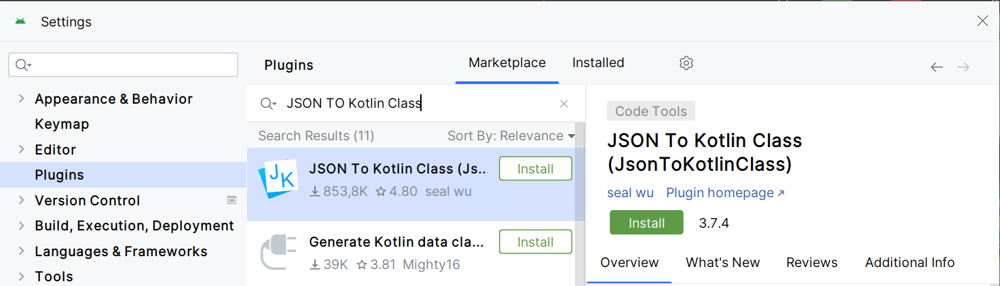 Settings
Appearance & Behavior
Keymap
Editor
Plugins
Version Control
Build, Execution, Deployment
Languages & Frameworks
Tools
Plugins
Marketplace
Installed
JSON TO Kotlin Class
Search Results (11)
Sort By: Relevance
JK
JSON To Kotlin Class (Js...
Install
853,8K 4.80 seal wu
Generate Kotlin data cla...
Install
39K 3.81 Mighty16
Code Tools
JSON To Kotlin Class
(JsonToKotlinClass)
seal wu Plugin homepage
Install 3.7.4
Overview What's New Reviews Additional Info